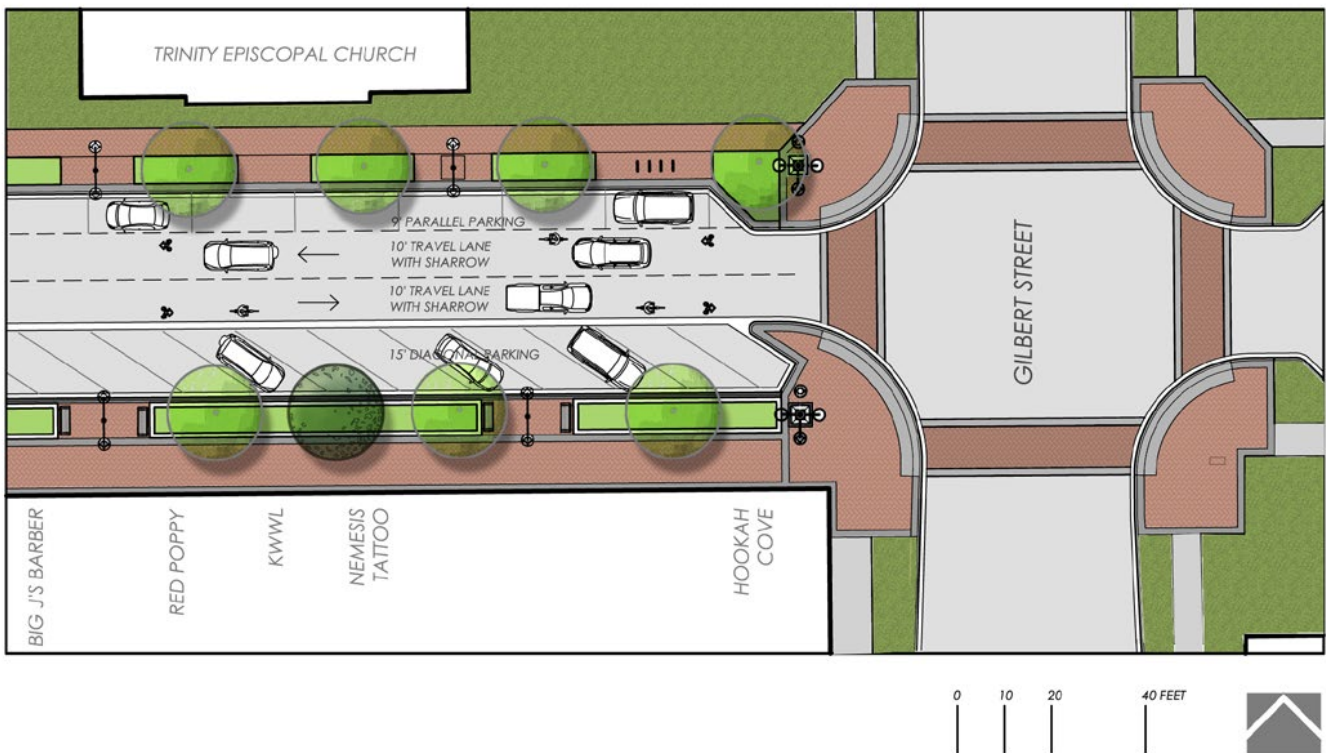 TRINITY EPISCOPAL CHURCH
9' PARALLEL PARKING
10' TRAVEL LANE
WITH SHARROW
10' TRAVEL LANE
WITH SHARROW
15' DIAGONAL PARKING
GILBERT STREET
BIG J'S BARBER
RED POPPY
KWWL
NEMESIS
TATTOO
HOOKAH
COVE
0
10
20
40 FEET